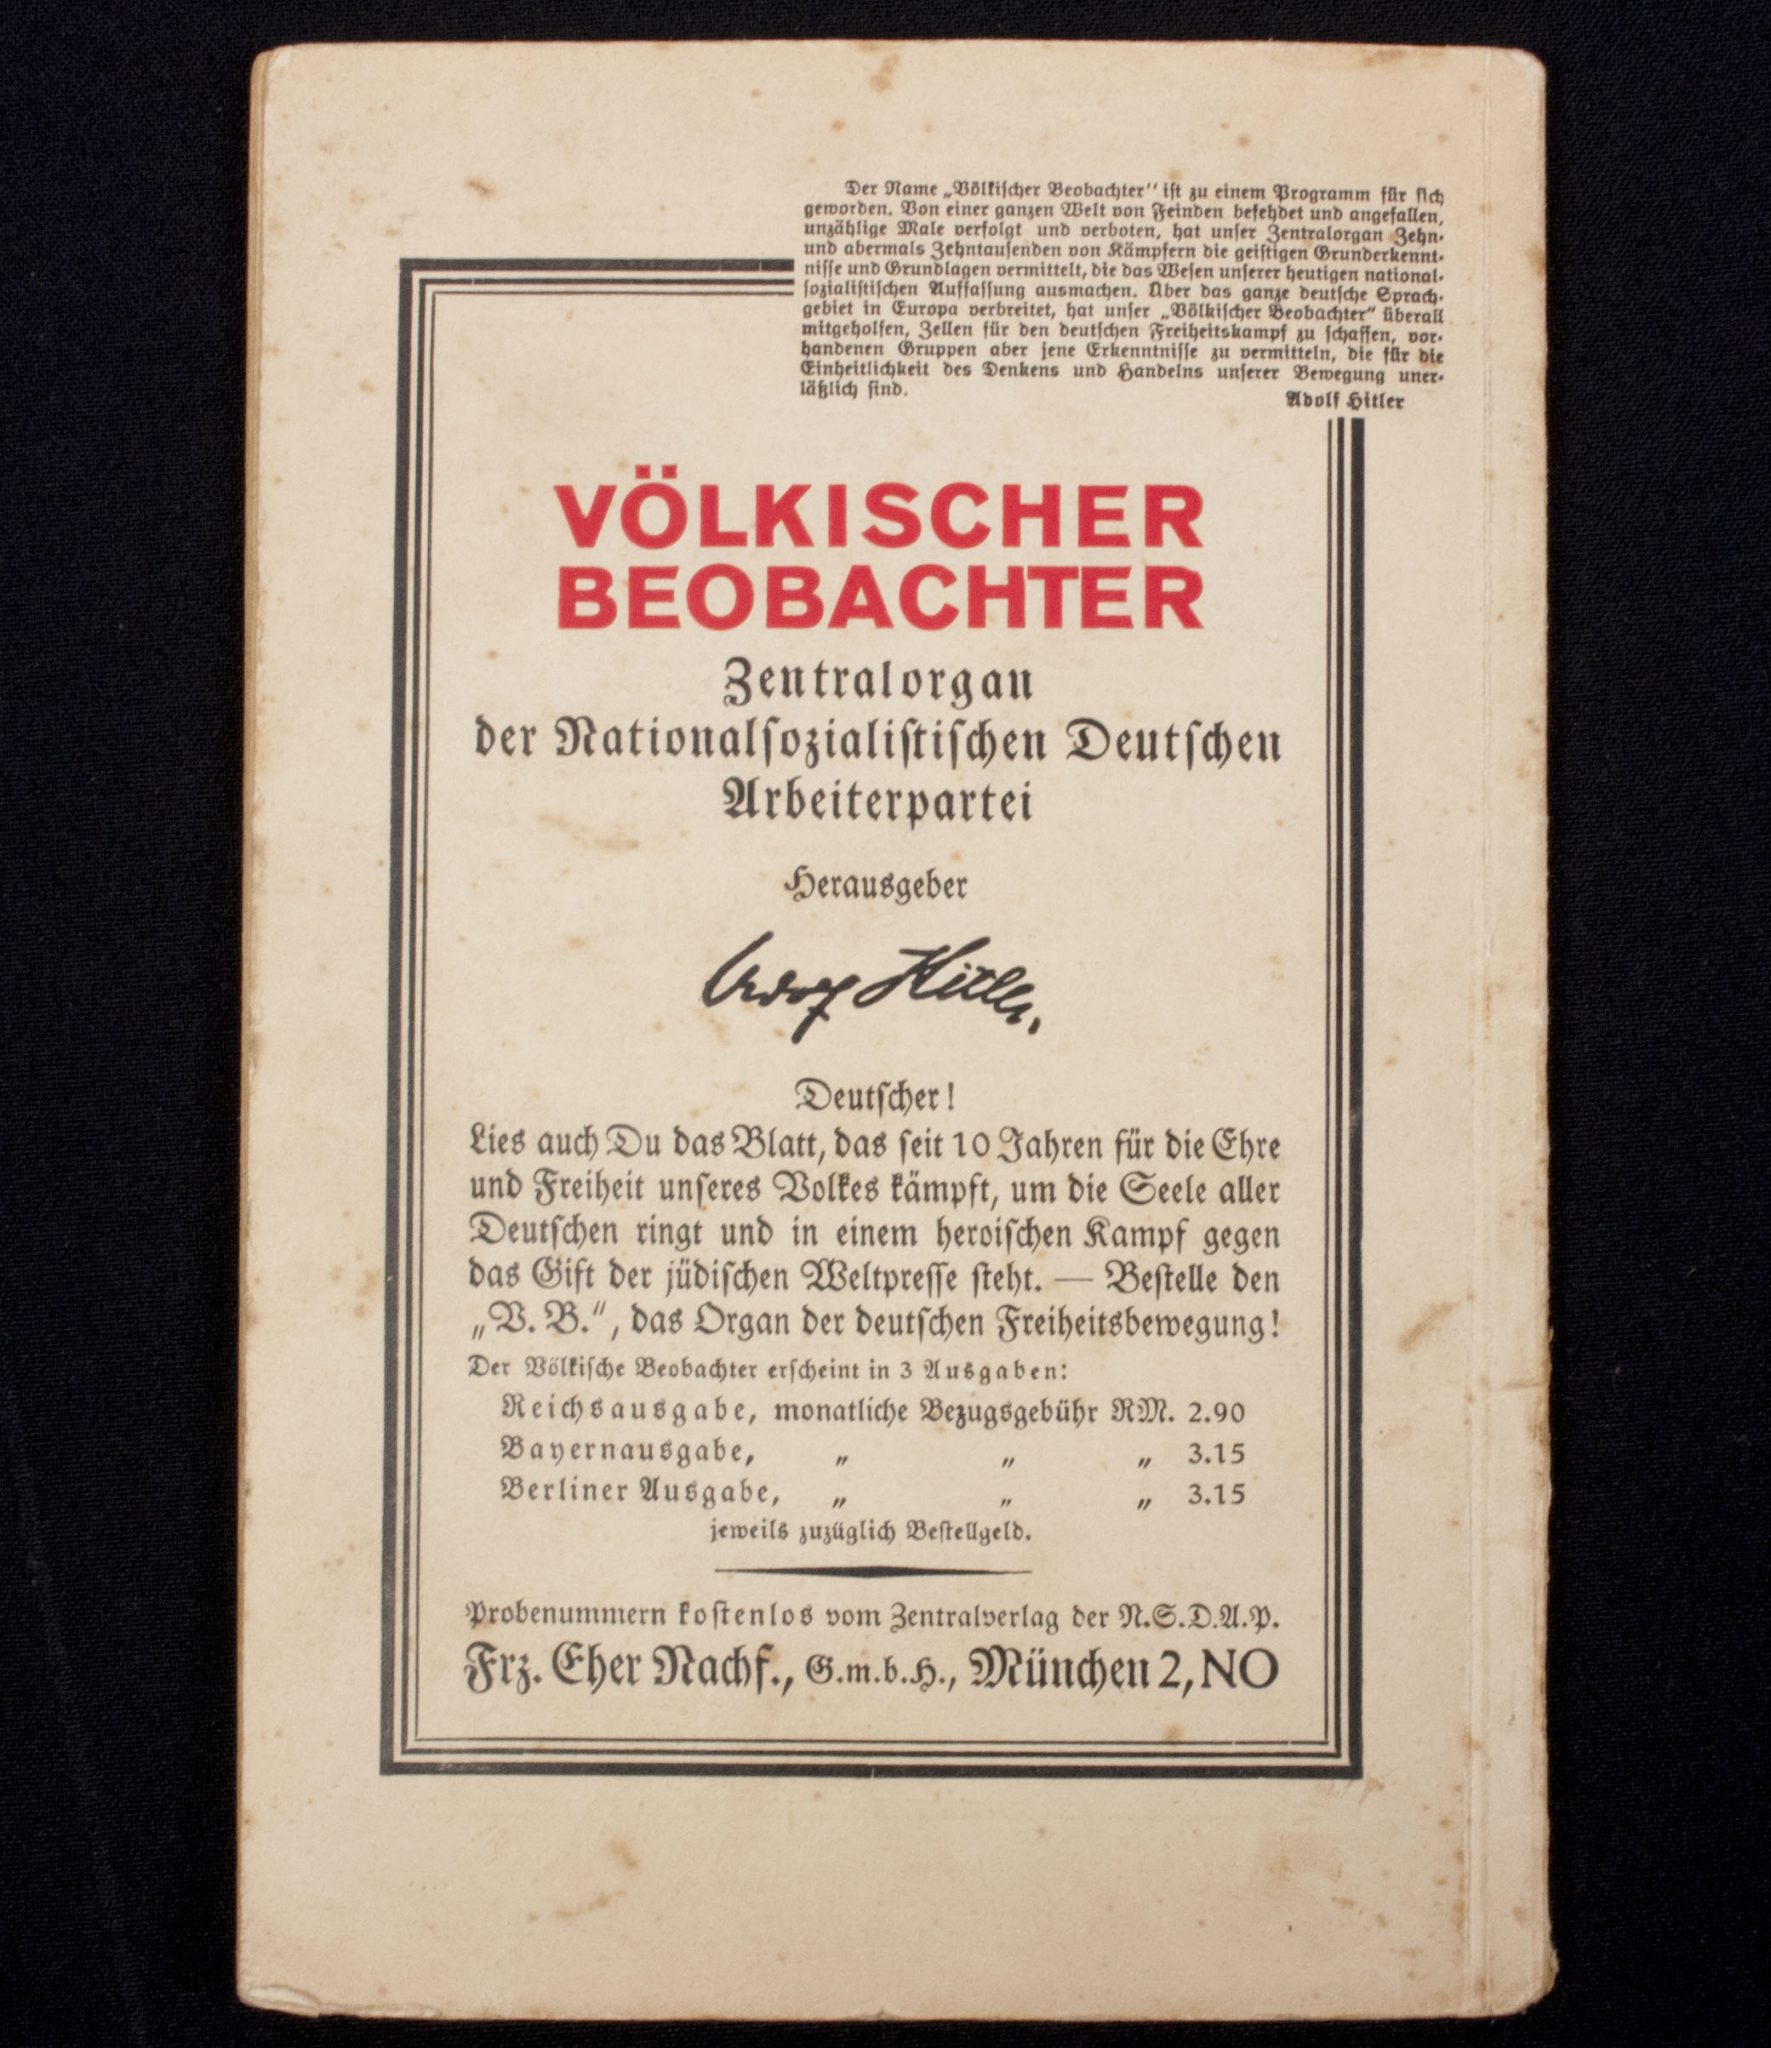 Der Name „Völkischer Beobachter“ ist zu einem Programm für sich
geworden. Von einer ganzen Welt von Feinden befehdet und angefallen,
unzählige Male verfolgt und verboten, hat unser Zentralorgan Zehn-
und abermals Zehntausenden von Kämpfern die geistigen Grunderkennt-
nisse und Grundlagen vermittelt, die das Wesen unserer heutigen national-
sozialistischen Auffassung ausmachen. Über das ganze deutsche Sprach-
gebiet in Europa verbreitet, hat unser „Völkischer Beobachter“ überall
mitgeholfen, Zellen für den deutschen Freiheitskampf zu schaffen, vor-
handenen Gruppen aber jene Erkenntnisse zu vermitteln, die für die
Einheitlichkeit des Denkens und Handelns unserer Bewegung uner-
läßlich sind.
Adolf Hitler
VÖLKISCHER
BEOBACHTER
Zentralorgan
der Nationalsozialistischen Deutschen
Arbeiterpartei
Herausgeber
Adolf Hitler.
Deutscher!
Lies auch Du das Blatt, das seit 10 Jahren für die Ehre
und Freiheit unseres Volkes kämpft, um die Seele aller
Deutschen ringt und in einem heroischen Kampf gegen
das Gift der jüdischen Weltpresse steht. — Bestelle den
„V. B.“, das Organ der deutschen Freiheitsbewegung!
Der Völkische Beobachter erscheint in 3 Ausgaben:
Reichsausgabe, monatliche Bezugsgebühr RM. 2.90
Bayernausgabe, „ „ „ 3.15
Berliner Ausgabe, „ „ „ 3.15
jeweils zuzüglich Bestellgeld.
Probenummern kostenlos vom Zentralverlag der N.S.D.A.P.
Frz. Eher Nachf., G.m.b.H., München 2, NO